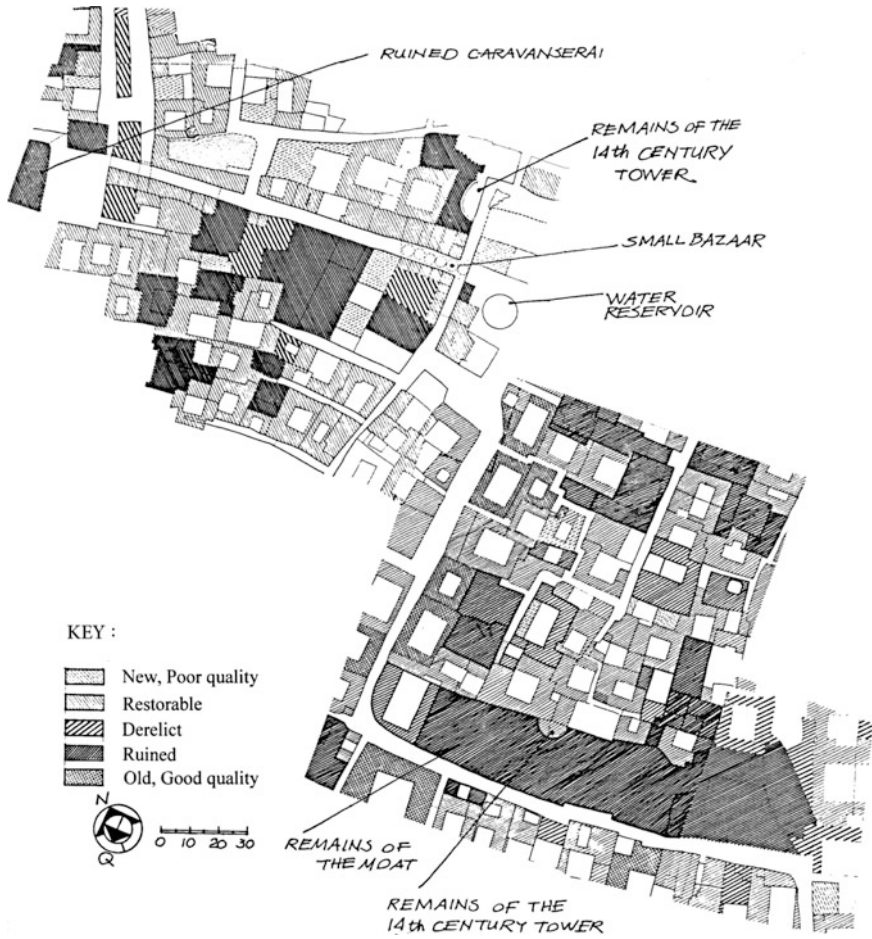 RUINED CARAVANSERAI
REMAINS OF THE
14th CENTURY
TOWER
SMALL BAZAAR
WATER
RESERVOIR
KEY :
New, Poor quality
Restorable
Derelict
Ruined
Old, Good quality
N
Q
0 10 20 30
REMAINS OF
THE MOAT
REMAINS OF THE
14th CENTURY TOWER